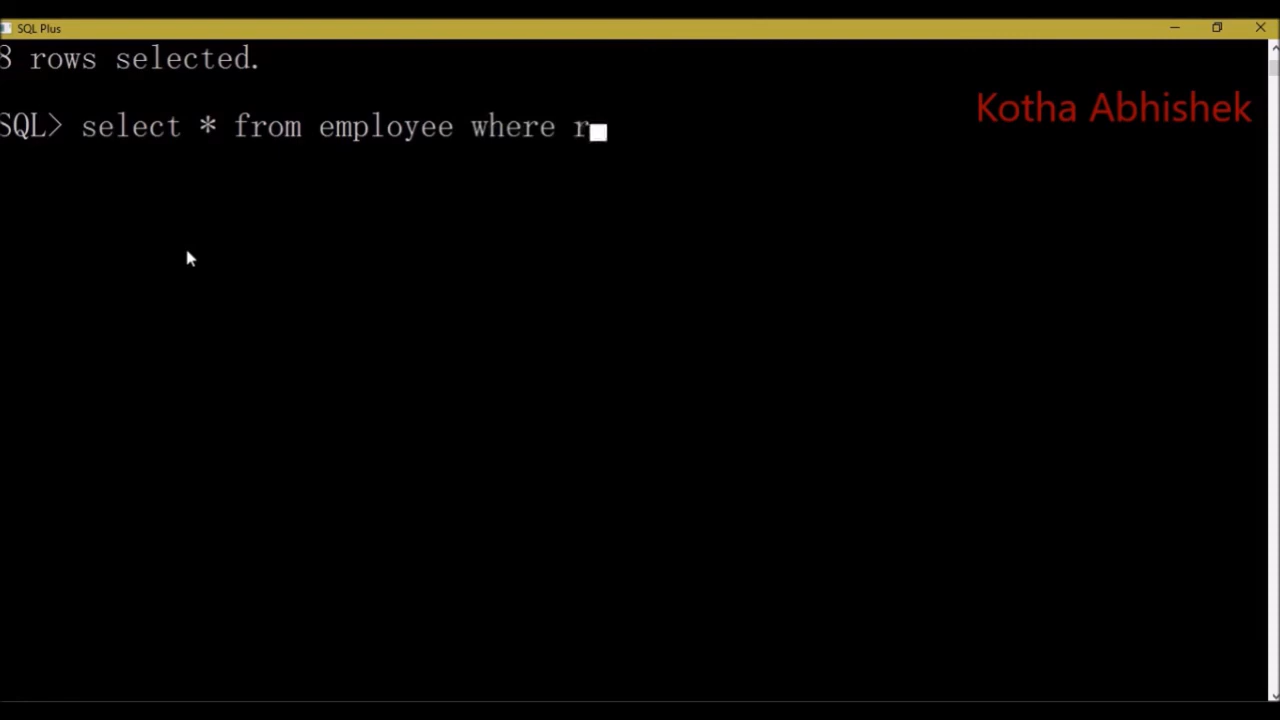 SQL Plus
8 rows selected.
Kotha Abhishek
SQL> select * from employee where r